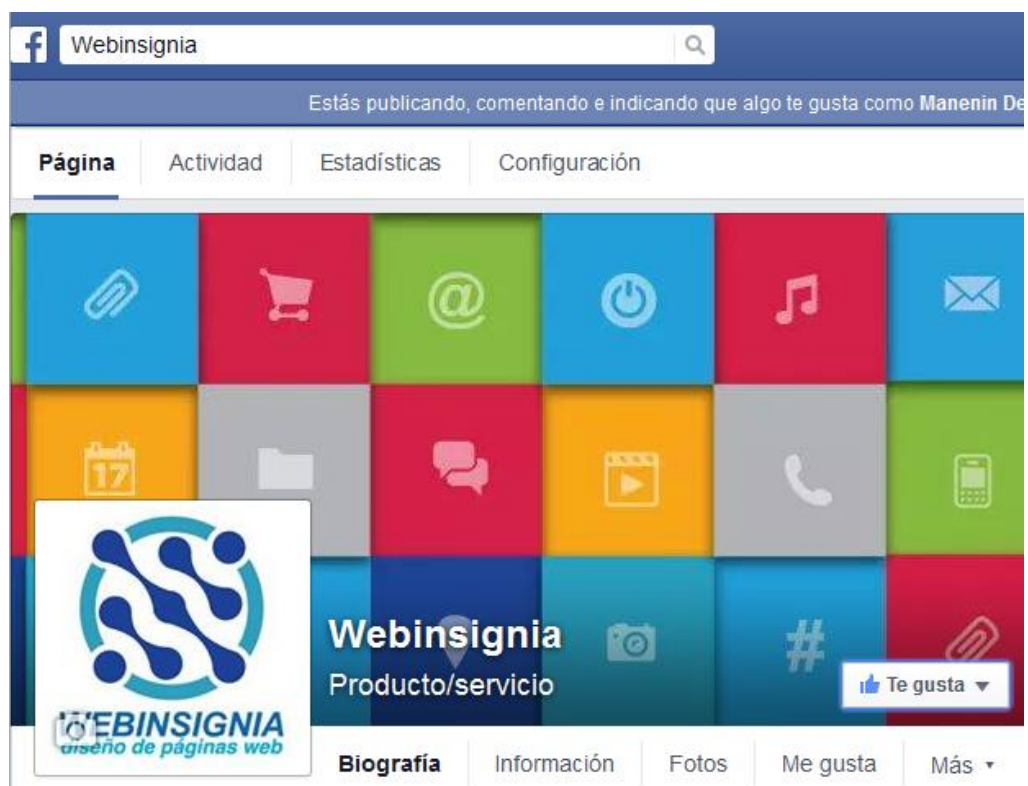 f
Webinsignia
Estás publicando, comentando e indicando que algo te gusta como Manenin De
Página Actividad Estadísticas Configuración
@
17
#
Webinsignia
Producto/servicio
Te gusta
WEBINSIGNIA
diseño de páginas web
Biografía Información Fotos Me gusta Más